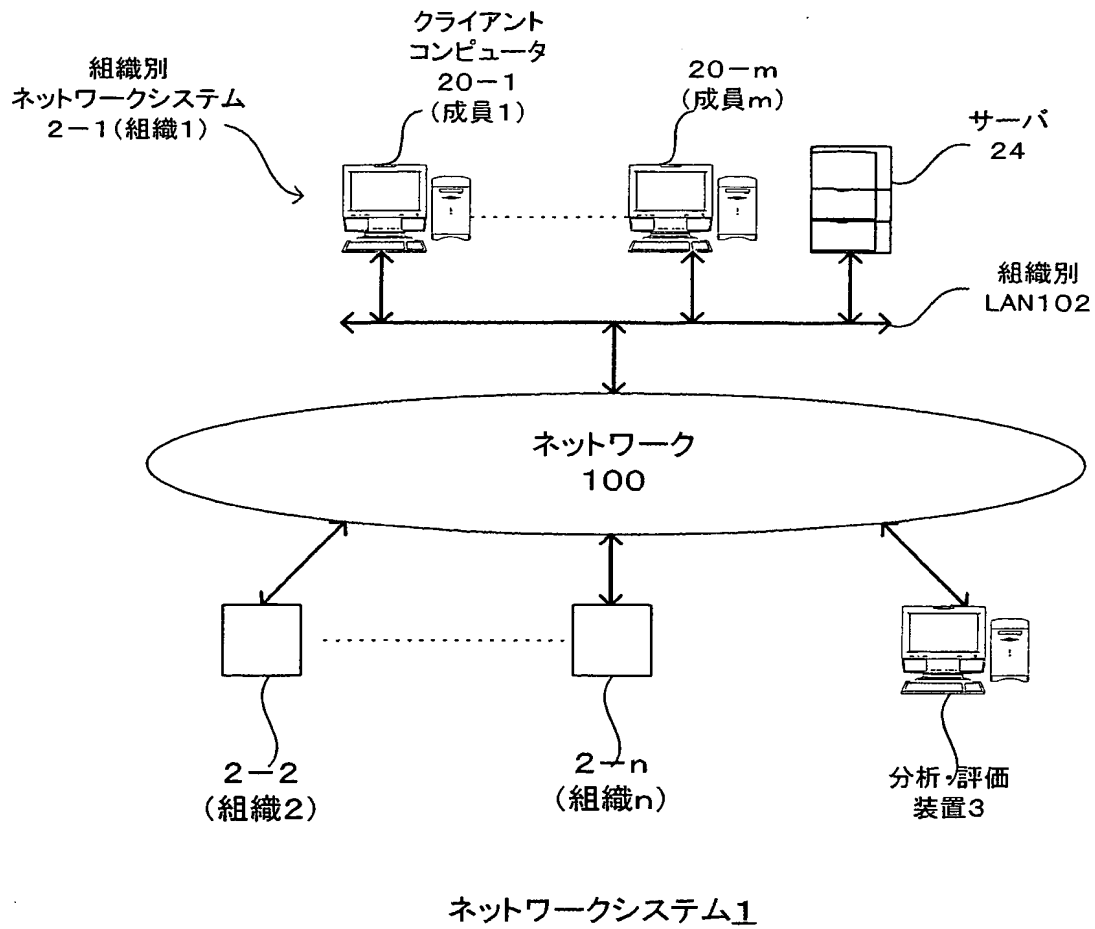 クライアント
コンピュータ
20-1
(成員1)
20-m
(成員m)
組織別
ネットワークシステム
2-1(組織1)
サーバ
24
組織別
LAN102
ネットワーク
100
2-2
(組織2)
2-n
(組織n)
分析・評価
装置3
ネットワークシステム1